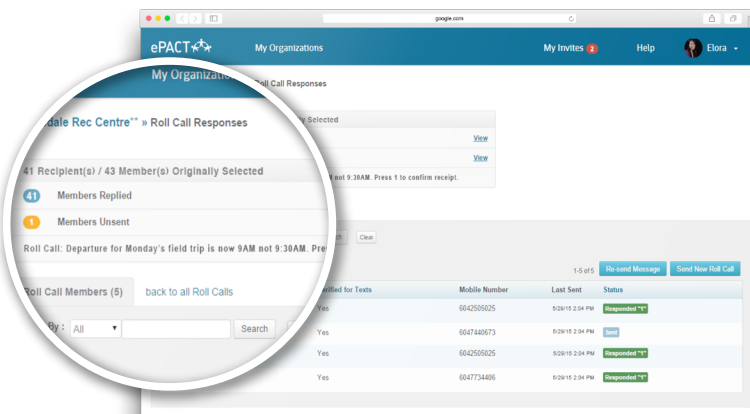 google.com
ePACT
My Organizations
My Invites 2
Help
Elora
My Organizatio
Roll Call Responses
dale Rec Centre** » Roll Call Responses
Selected
View
View
not 9:30AM. Press 1 to confirm receipt.
41 Recipient(s) / 43 Member(s) Originally Selected
41 Members Replied
1 Members Unsent
Roll Call: Departure for Monday's field trip is now 9AM not 9:30AM. Pre
Clear
Roll Call Members (5)
back to all Roll Calls
By : All
Search
1-5 of 5
Re-send Message
Send New Roll Call
for Texts
Mobile Number
Last Sent
Status
Yes 6042505025 5/29/15 2:04 PM Responded "1"
Yes 6047440673 5/29/15 2:04 PM Sent
Yes 6042505025 5/29/15 2:04 PM Responded "1"
Yes 6047734406 5/29/15 2:04 PM Responded "1"